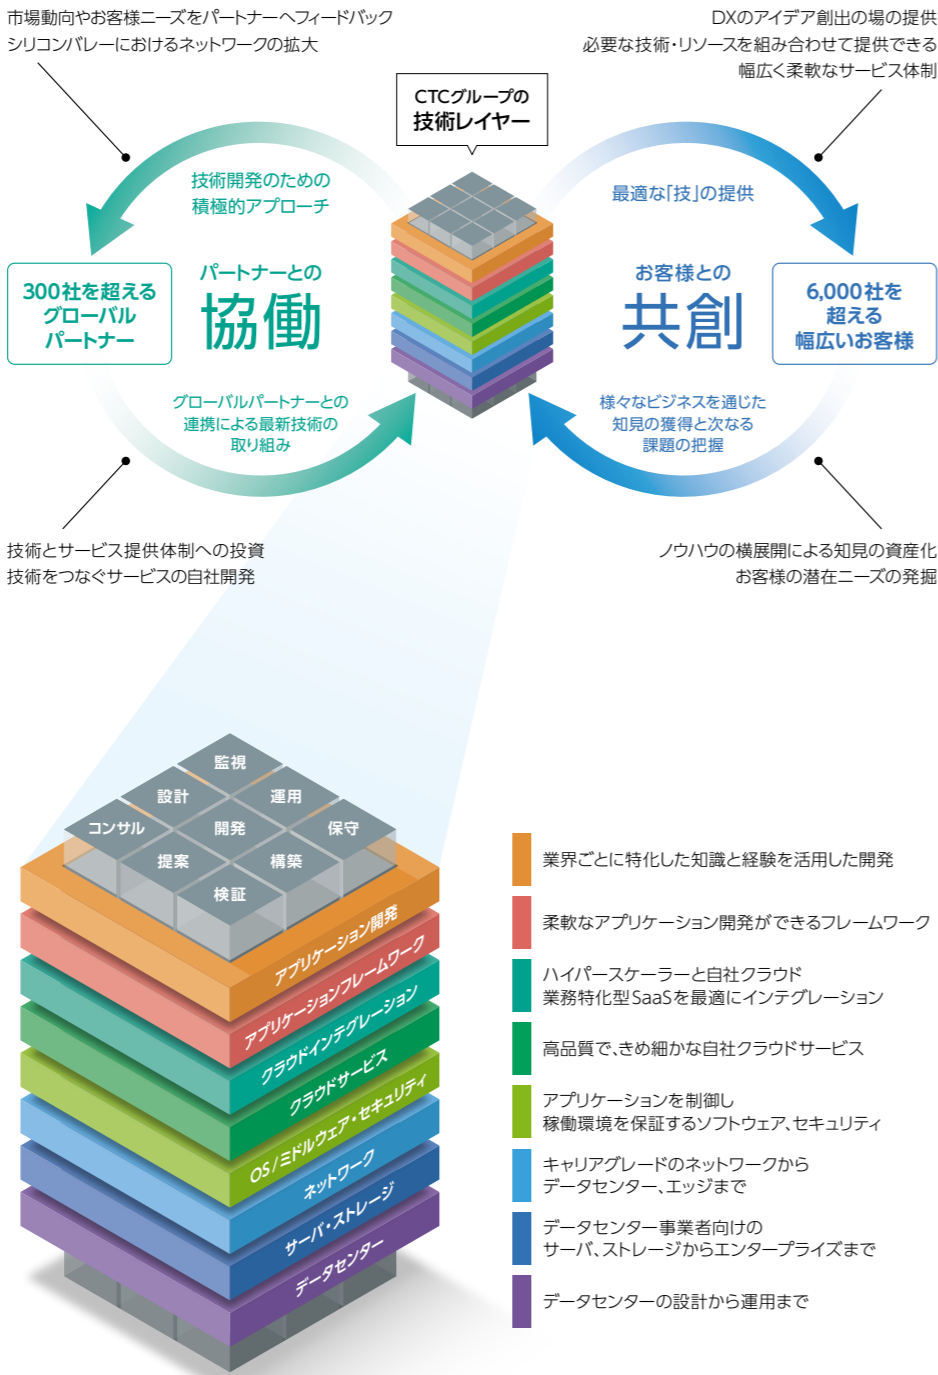 市場動向やお客様ニーズをパートナーへフィードバック
シリコンバレーにおけるネットワークの拡大
DXのアイデア創出の場の提供
必要な技術・リソースを組み合わせて提供できる
幅広く柔軟なサービス体制
CTCグループの
技術レイヤー
技術開発のための
積極的アプローチ
最適な「技」の提供
300社を超える
グローバル
パートナー
パートナーとの
協働
お客様との
共創
6,000社を
超える
幅広いお客様
グローバルパートナーとの
連携による最新技術の
取り組み
様々なビジネスを通じた
知見の獲得と次なる
課題の把握
技術とサービス提供体制への投資
技術をつなぐサービスの自社開発
ノウハウの横展開による知見の資産化
お客様の潜在ニーズの発掘
監視
設計
運用
コンサル
開発
保守
提案
構築
検証
アプリケーション開発
アプリケーションフレームワーク
クラウドインテグレーション
クラウドサービス
OS/ミドルウェア・セキュリティ
ネットワーク
サーバ・ストレージ
データセンター
業界ごとに特化した知識と経験を活用した開発
柔軟なアプリケーション開発ができるフレームワーク
ハイパースケーラーと自社クラウド
業務特化型SaaSを最適にインテグレーション
高品質で、きめ細かな自社クラウドサービス
アプリケーションを制御し
稼働環境を保証するソフトウェア、セキュリティ
キャリアグレードのネットワークから
データセンター、エッジまで
データセンター事業者向けの
サーバ、ストレージからエンタープライズまで
データセンターの設計から運用まで